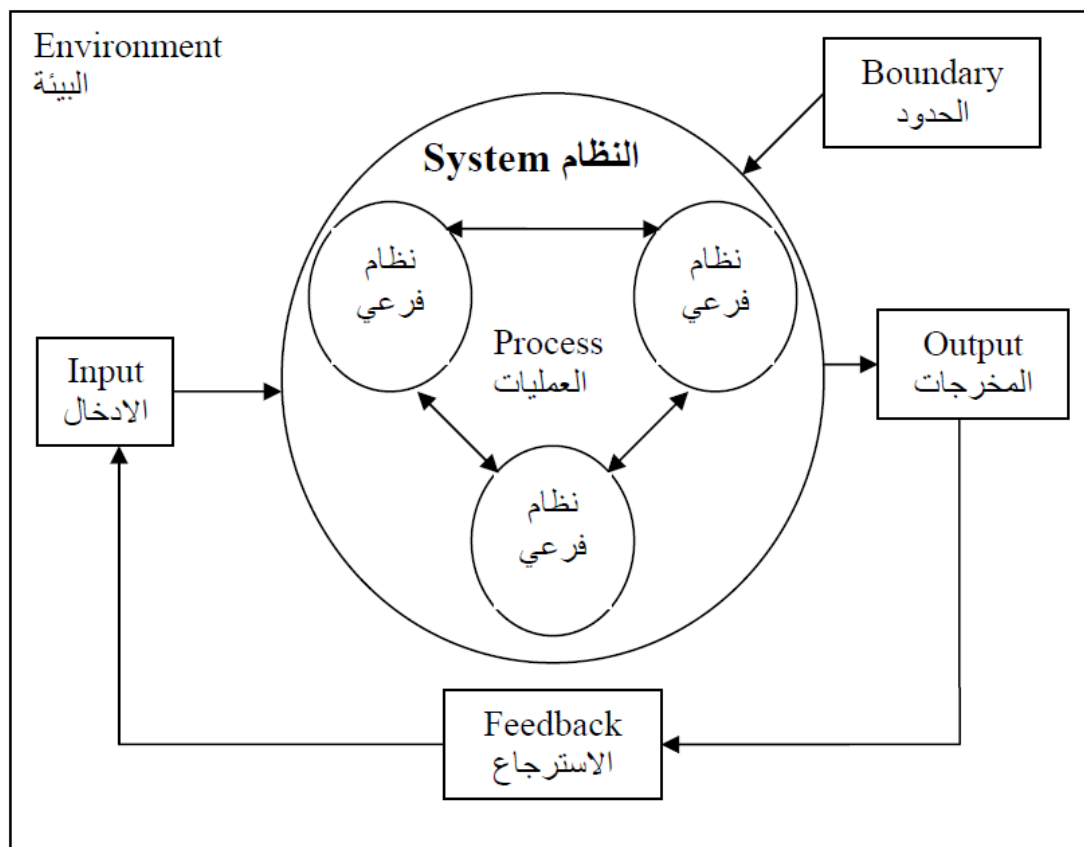 Environment
البيئة
Boundary
الحدود
النظام System
نظام
فرعي
نظام
فرعي
Process
العمليات
Input
الادخال
Output
المخرجات
نظام
فرعي
Feedback
الاسترجاع